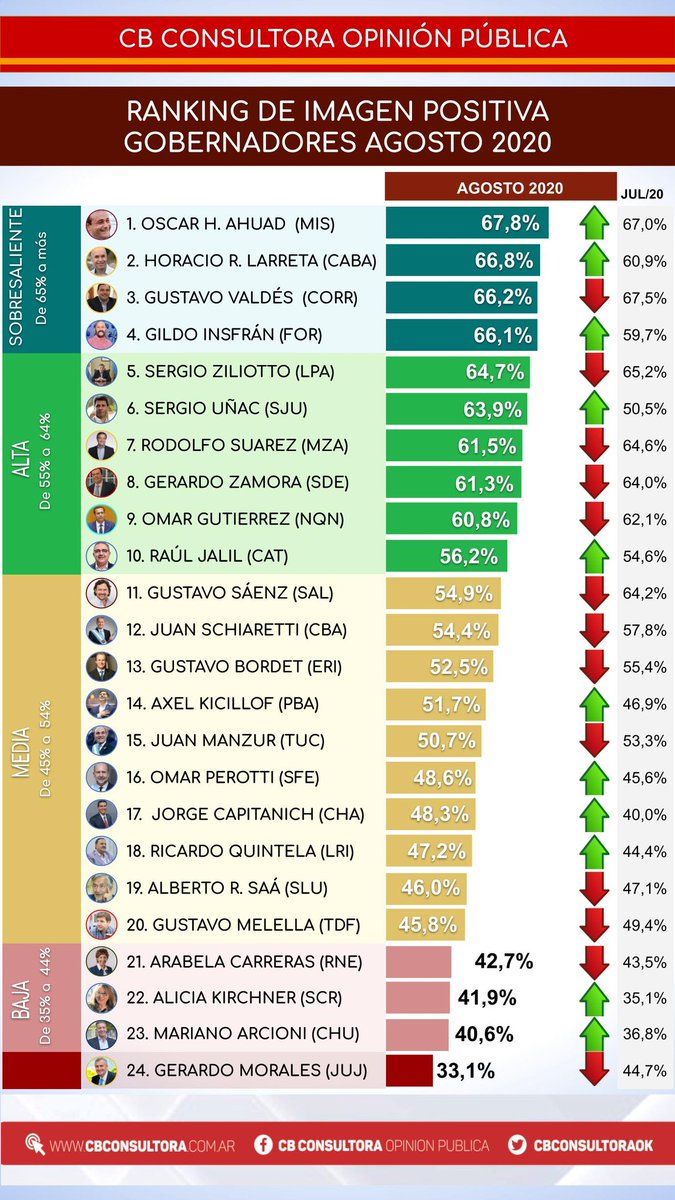 CB CONSULTORA OPINIÓN PÚBLICA
RANKING DE IMAGEN POSITIVA
GOBERNADORES AGOSTO 2020
AGOSTO 2020 JUL/20
SOBRESALIENTE
De 65% a más
1. OSCAR H. AHUAD (MIS) 67,8% 67,0%
2. HORACIO R. LARRETA (CABA) 66,8% 60,9%
3. GUSTAVO VALDÉS (CORR) 66,2% 67,5%
4. GILDO INSFRÁN (FOR) 66,1% 59,7%
ALTA
De 55% a 64%
5. SERGIO ZILIOTTO (LPA) 64,7% 65,2%
6. SERGIO UÑAC (SJU) 63,9% 50,5%
7. RODOLFO SUAREZ (MZA) 61,5% 64,6%
8. GERARDO ZAMORA (SDE) 61,3% 64,0%
9. OMAR GUTIERREZ (NQN) 60,8% 62,1%
10. RAÚL JALIL (CAT) 56,2% 54,6%
MEDIA
De 45% a 54%
11. GUSTAVO SÁENZ (SAL) 54,9% 64,2%
12. JUAN SCHIARETTI (CBA) 54,4% 57,8%
13. GUSTAVO BORDET (ERI) 52,5% 55,4%
14. AXEL KICILLOF (PBA) 51,7% 46,9%
15. JUAN MANZUR (TUC) 50,7% 53,3%
16. OMAR PEROTTI (SFE) 48,6% 45,6%
17. JORGE CAPITANICH (CHA) 48,3% 40,0%
18. RICARDO QUINTELA (LRI) 47,2% 44,4%
19. ALBERTO R. SAÁ (SLU) 46,0% 47,1%
20. GUSTAVO MELELLA (TDF) 45,8% 49,4%
BAJA
De 35% a 44%
21. ARABELA CARRERAS (RNE) 42,7% 43,5%
22. ALICIA KIRCHNER (SCR) 41,9% 35,1%
23. MARIANO ARCIONI (CHU) 40,6% 36,8%
24. GERARDO MORALES (JUJ) 33,1% 44,7%
WWW.CBCONSULTORA.COM.AR CB CONSULTORA OPINION PUBLICA CBCONSULTORAOK